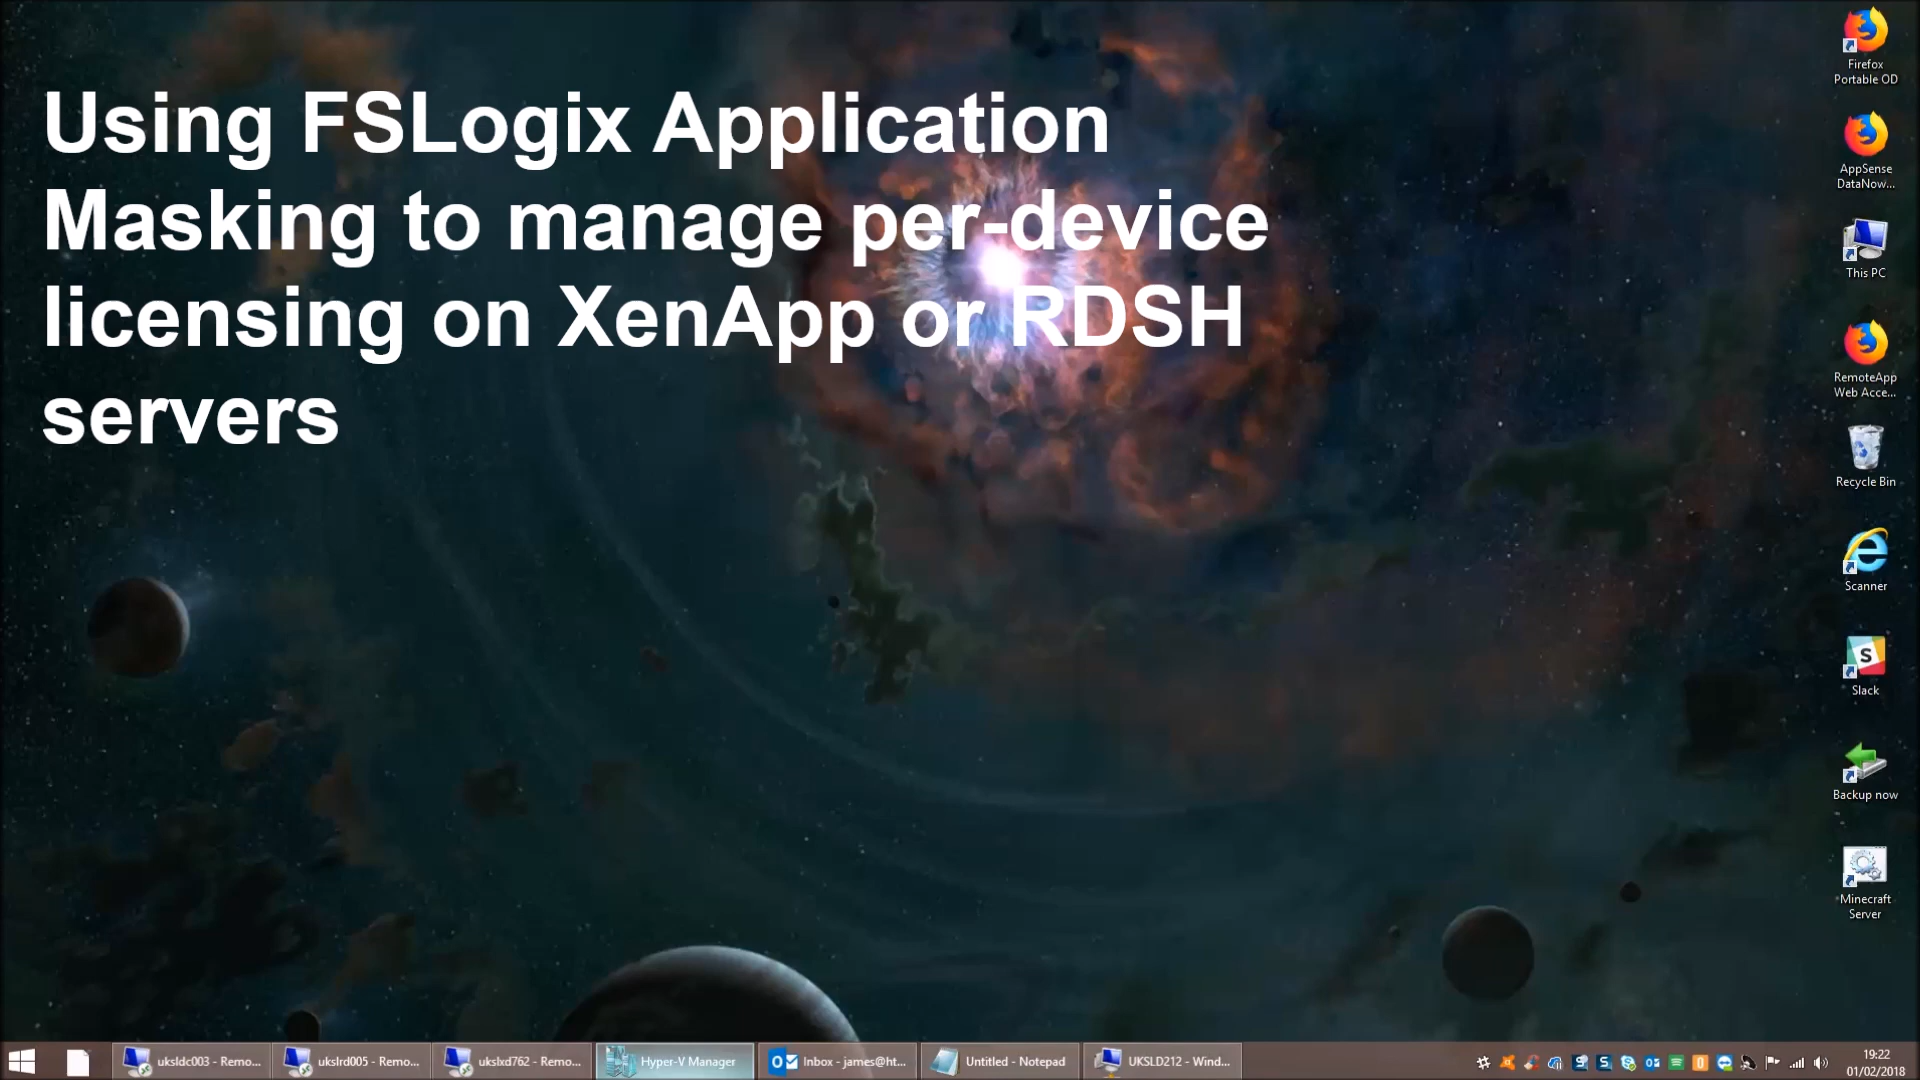 Using FSLogix Application
Masking to manage per-device
licensing on XenApp or RDSH
servers
Firefox
Portable OD
AppSense
DataNow...
This PC
RemoteApp
Web Acce...
Recycle Bin
Scanner
Slack
Backup now
Minecraft
Server
uksldc003 - Remo...
ukslrd005 - Remo...
ukslxd762 - Remo...
Hyper-V Manager
Inbox - james@ht...
Untitled - Notepad
UKSLD212 - Wind...
19:22
01/02/2018